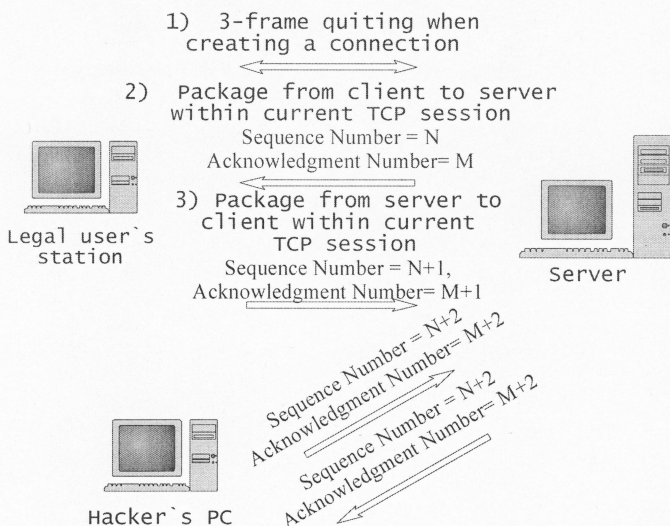 1) 3-frame quiting when
creating a connection
2) Package from client to server
within current TCP session
Sequence Number = N
Acknowledgment Number= M
3) Package from server to
client within current
TCP session
Sequence Number = N+1,
Acknowledgment Number= M+1
Legal user`s
station
Server
Sequence Number = N+2
Acknowledgment Number= M+2
Sequence Number = N+2
Acknowledgment Number= M+2
Hacker`s PC